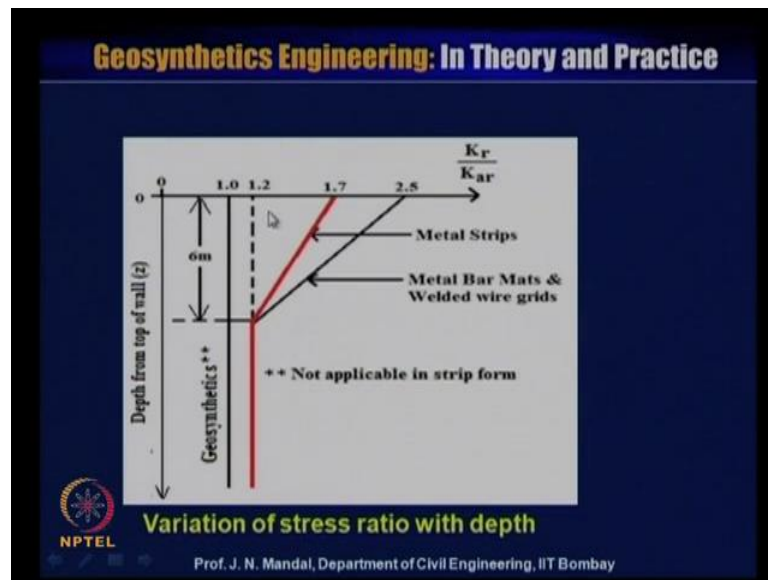 Geosynthetics Engineering: In Theory and Practice
Kr
Kar
0
1.0 1.2 1.7 2.5
0
6m
Metal Strips
Metal Bar Mats &
Welded wire grids
Depth from top of wall (z)
Geosynthetics**
** Not applicable in strip form
NPTEL
Variation of stress ratio with depth
Prof. J. N. Mandal, Department of Civil Engineering, IIT Bombay